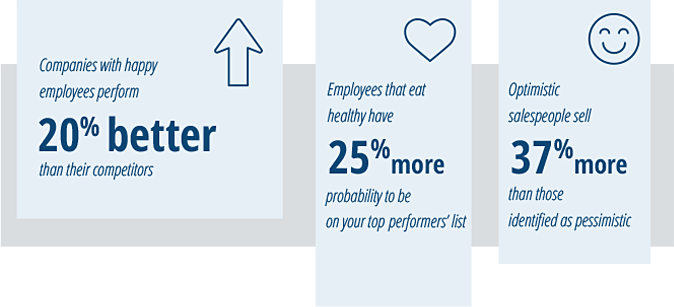 Companies with happy
employees perform
20% better
than their competitors
Employees that eat
healthy have
25% more
probability to be
on your top performers' list
Optimistic
salespeople sell
37% more
than those
identified as pessimistic